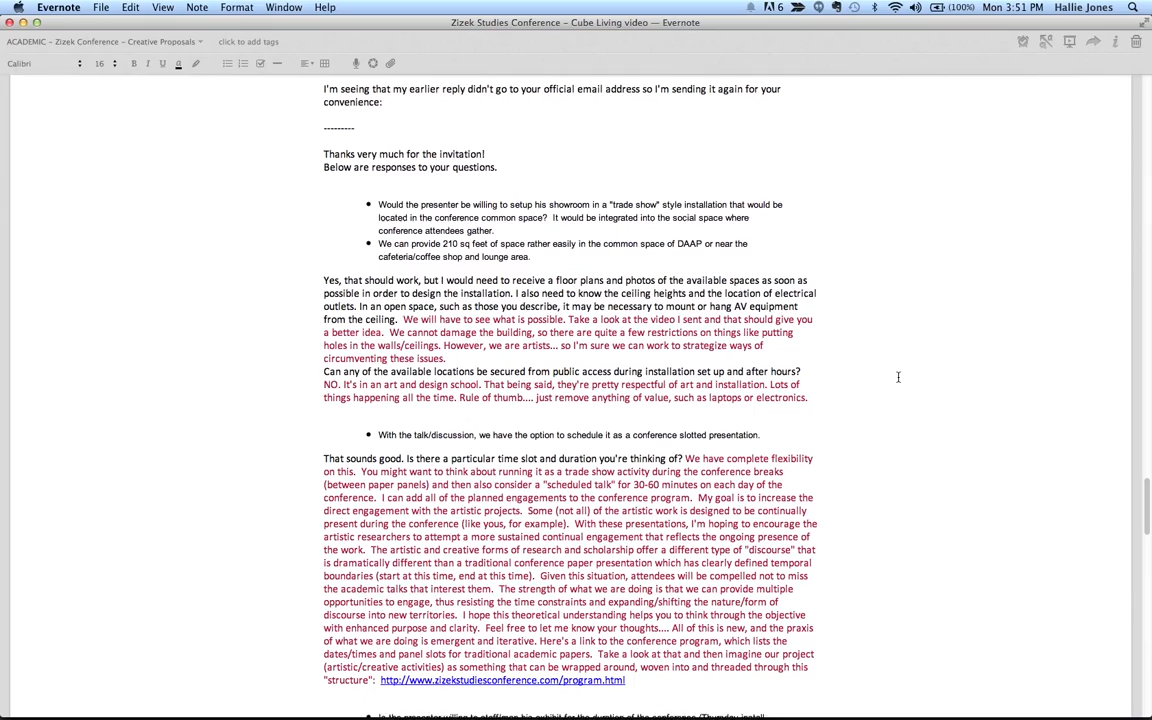 Evernote File Edit View Note Format Window Help 6 (100%) Mon 3:51 PM Hallie Jones
Zizek Studies Conference – Cube Living video — Evernote
ACADEMIC – Zizek Conference – Creative Proposals click to add tags
Calibri 16 B I U a
I'm seeing that my earlier reply didn't go to your official email address so I'm sending it again for your
convenience:
---------
Thanks very much for the invitation!
Below are responses to your questions.
• Would the presenter be willing to setup his showroom in a "trade show" style installation that would be
located in the conference common space? It would be integrated into the social space where
conference attendees gather.
• We can provide 210 sq feet of space rather easily in the common space of DAAP or near the
cafeteria/coffee shop and lounge area.
Yes, that should work, but I would need to receive a floor plans and photos of the available spaces as soon as
possible in order to design the installation. I also need to know the ceiling heights and the location of electrical
outlets. In an open space, such as those you describe, it may be necessary to mount or hang AV equipment
from the ceiling. We will have to see what is possible. Take a look at the video I sent and that should give you
a better idea. We cannot damage the building, so there are quite a few restrictions on things like putting
holes in the walls/ceilings. However, we are artists... so I'm sure we can work to strategize ways of
circumventing these issues.
Can any of the available locations be secured from public access during installation set up and after hours?
NO. It's in an art and design school. That being said, they're pretty respectful of art and installation. Lots of
things happening all the time. Rule of thumb.... just remove anything of value, such as laptops or electronics.
• With the talk/discussion, we have the option to schedule it as a conference slotted presentation.
That sounds good. Is there a particular time slot and duration you're thinking of? We have complete flexibility
on this. You might want to think about running it as a trade show activity during the conference breaks
(between paper panels) and then also consider a "scheduled talk" for 30-60 minutes on each day of the
conference. I can add all of the planned engagements to the conference program. My goal is to increase the
direct engagement with the artistic projects. Some (not all) of the artistic work is designed to be continually
present during the conference (like yous, for example). With these presentations, I'm hoping to encourage the
artistic researchers to attempt a more sustained continual engagement that reflects the ongoing presence of
the work. The artistic and creative forms of research and scholarship offer a different type of "discourse" that
is dramatically different than a traditional conference paper presentation which has clearly defined temporal
boundaries (start at this time, end at this time). Given this situation, attendees will be compelled not to miss
the academic talks that interest them. The strength of what we are doing is that we can provide multiple
opportunities to engage, thus resisting the time constraints and expanding/shifting the nature/form of
discourse into new territories. I hope this theoretical understanding helps you to think through the objective
with enhanced purpose and clarity. Feel free to let me know your thoughts.... All of this is new, and the praxis
of what we are doing is emergent and iterative. Here's a link to the conference program, which lists the
dates/times and panel slots for traditional academic papers. Take a look at that and then imagine our project
(artistic/creative activities) as something that can be wrapped around, woven into and threaded through this
"structure": http://www.zizekstudiesconference.com/program.html
• Is the presenter willing to staff/man his exhibit for the duration of the conference (Thursday install